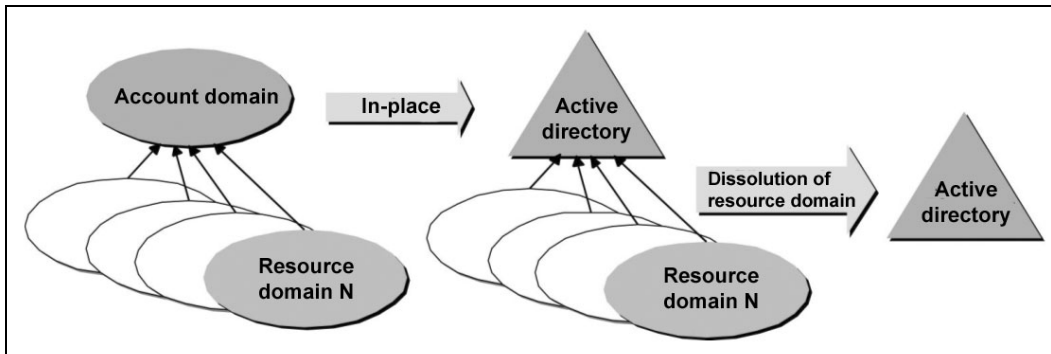 Account domain
In-place
Active
directory
Resource
domain N
Resource
domain N
Dissolution of
resource domain
Active
directory